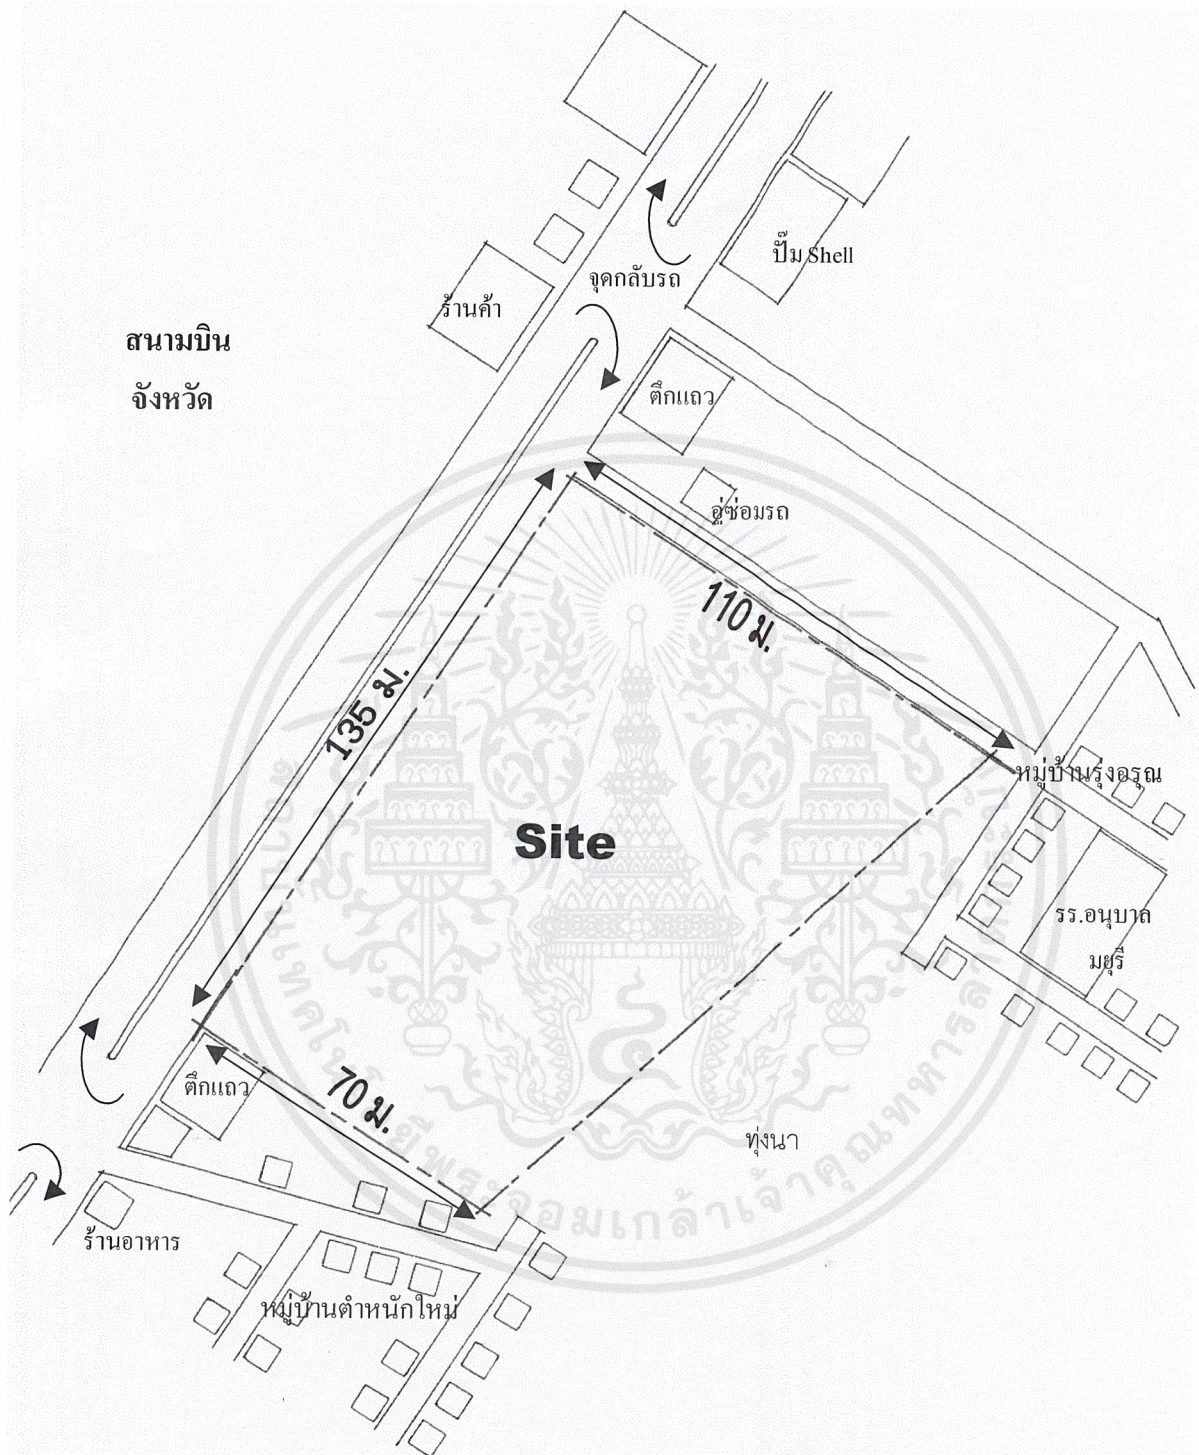 ปั๊ม Shell
จุดกลับรถ
ร้านค้า
สนามบิน
จังหวัด
ตึกแถว
อู่ซ่อมรถ
110 ม.
135 ม.
หมู่บ้านรุ่งอรุณ
Site
รร.อนุบาล
มยุรี
ตึกแถว
70 ม.
ทุ่งนา
ร้านอาหาร
หมู่บ้านตำหนักใหม่